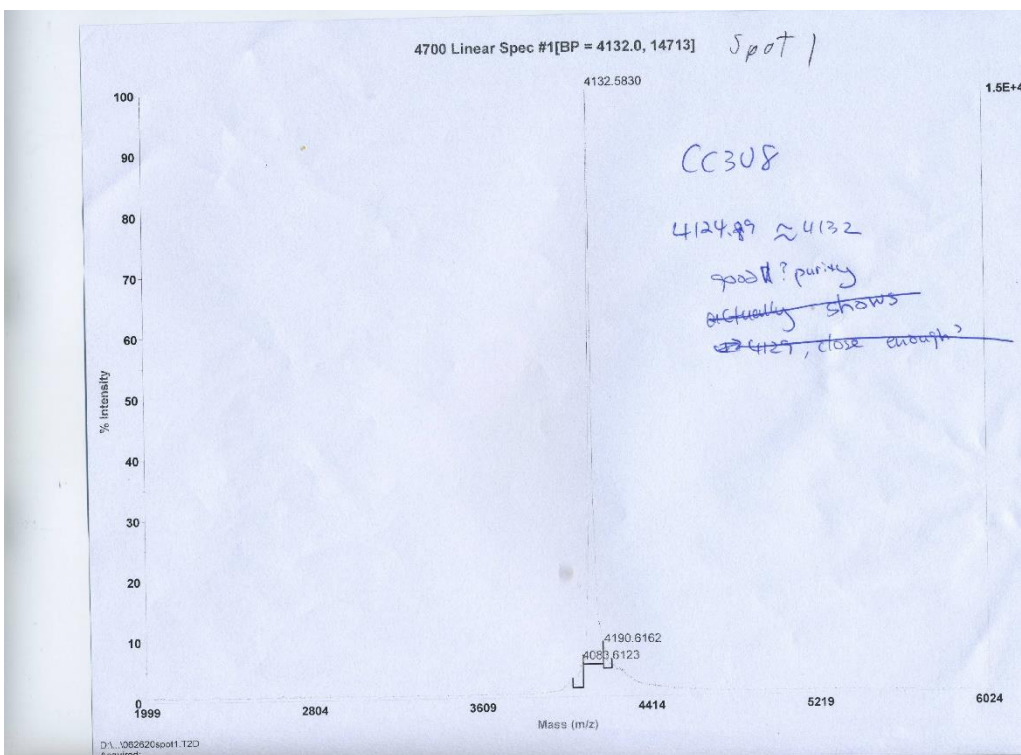 4700 Linear Spec #1[BP = 4132.0, 14713]
Spot 1
4132.5830
1.5E+4
100
90
80
70
60
50
40
30
20
10
0
% Intensity
CC3U8
4124.89 ≈ 4132
good ? purity
actually shows
4129, close enough?
4190.6162
4083.6123
1999 2804 3609 4414 5219 6024
Mass (m/z)
D:\...\062620spot1.T2D
Acquired: